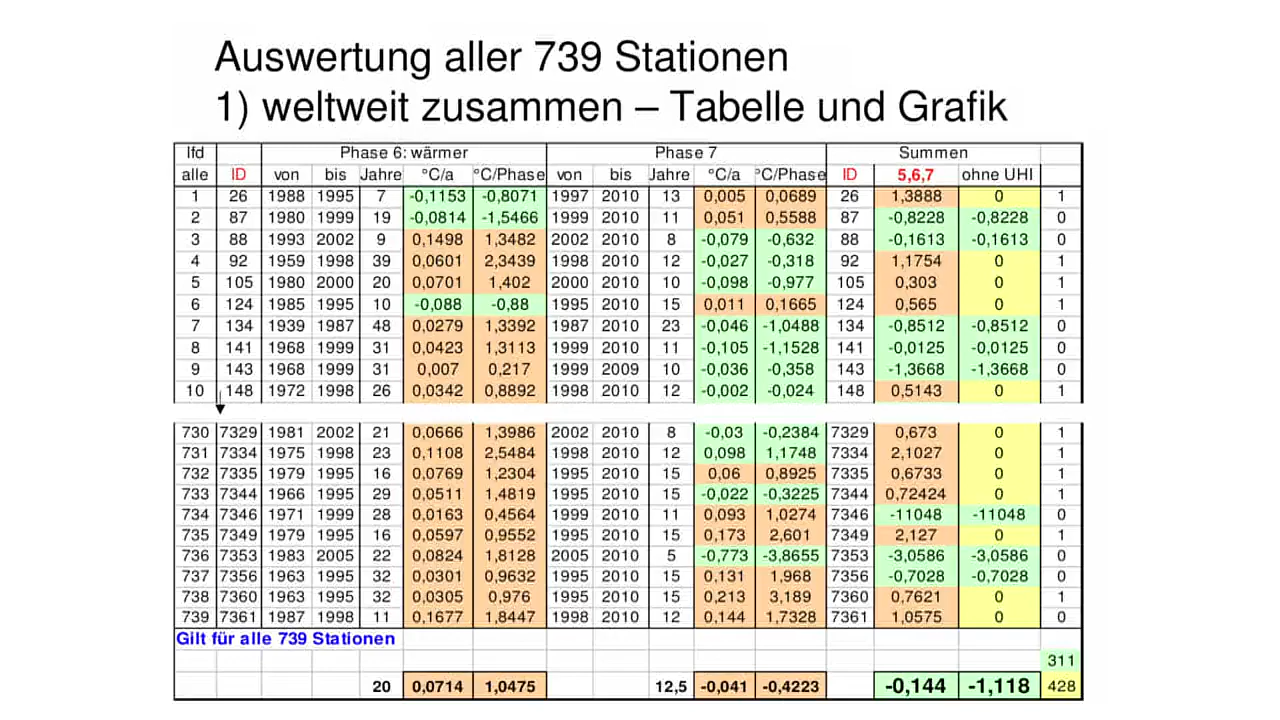 Auswertung aller 739 Stationen
1) weltweit zusammen – Tabelle und Grafik
lfd Phase 6: wärmer Phase 7 Summen
alle ID von bis Jahre °C/a °C/Phase von bis Jahre °C/a °C/Phase ID 5,6,7 ohne UHI
1 26 1988 1995 7 -0,1153 -0,8071 1997 2010 13 0,005 0,0689 26 1,3888 0 1
2 87 1980 1999 19 -0,0814 -1,5466 1999 2010 11 0,051 0,5588 87 -0,8228 -0,8228 0
3 88 1993 2002 9 0,1498 1,3482 2002 2010 8 -0,079 -0,632 88 -0,1613 -0,1613 0
4 92 1959 1998 39 0,0601 2,3439 1998 2010 12 -0,027 -0,318 92 1,1754 0 1
5 105 1980 2000 20 0,0701 1,402 2000 2010 10 -0,098 -0,977 105 0,303 0 1
6 124 1985 1995 10 -0,088 -0,88 1995 2010 15 0,011 0,1665 124 0,565 0 1
7 134 1939 1987 48 0,0279 1,3392 1987 2010 23 -0,046 -1,0488 134 -0,8512 -0,8512 0
8 141 1968 1999 31 0,0423 1,3113 1999 2010 11 -0,105 -1,1528 141 -0,0125 -0,0125 0
9 143 1968 1999 31 0,007 0,217 1999 2009 10 -0,036 -0,358 143 -1,3668 -1,3668 0
10 148 1972 1998 26 0,0342 0,8892 1998 2010 12 -0,002 -0,024 148 0,5143 0 1
730 7329 1981 2002 21 0,0666 1,3986 2002 2010 8 -0,03 -0,2384 7329 0,673 0 1
731 7334 1975 1998 23 0,1108 2,5484 1998 2010 12 0,098 1,1748 7334 2,1027 0 1
732 7335 1979 1995 16 0,0769 1,2304 1995 2010 15 0,06 0,8925 7335 0,6733 0 1
733 7344 1966 1995 29 0,0511 1,4819 1995 2010 15 -0,022 -0,3225 7344 0,72424 0 1
734 7346 1971 1999 28 0,0163 0,4564 1999 2010 11 0,093 1,0274 7346 -11048 -11048 0
735 7349 1979 1995 16 0,0597 0,9552 1995 2010 15 0,173 2,601 7349 2,127 0 1
736 7353 1983 2005 22 0,0824 1,8128 2005 2010 5 -0,773 -3,8655 7353 -3,0586 -3,0586 0
737 7356 1963 1995 32 0,0301 0,9632 1995 2010 15 0,131 1,968 7356 -0,7028 -0,7028 0
738 7360 1963 1995 32 0,0305 0,976 1995 2010 15 0,213 3,189 7360 0,7621 0 1
739 7361 1987 1998 11 0,1677 1,8447 1998 2010 12 0,144 1,7328 7361 1,0575 0 0
Gilt für alle 739 Stationen
311
20 0,0714 1,0475 12,5 -0,041 -0,4223 -0,144 -1,118 428